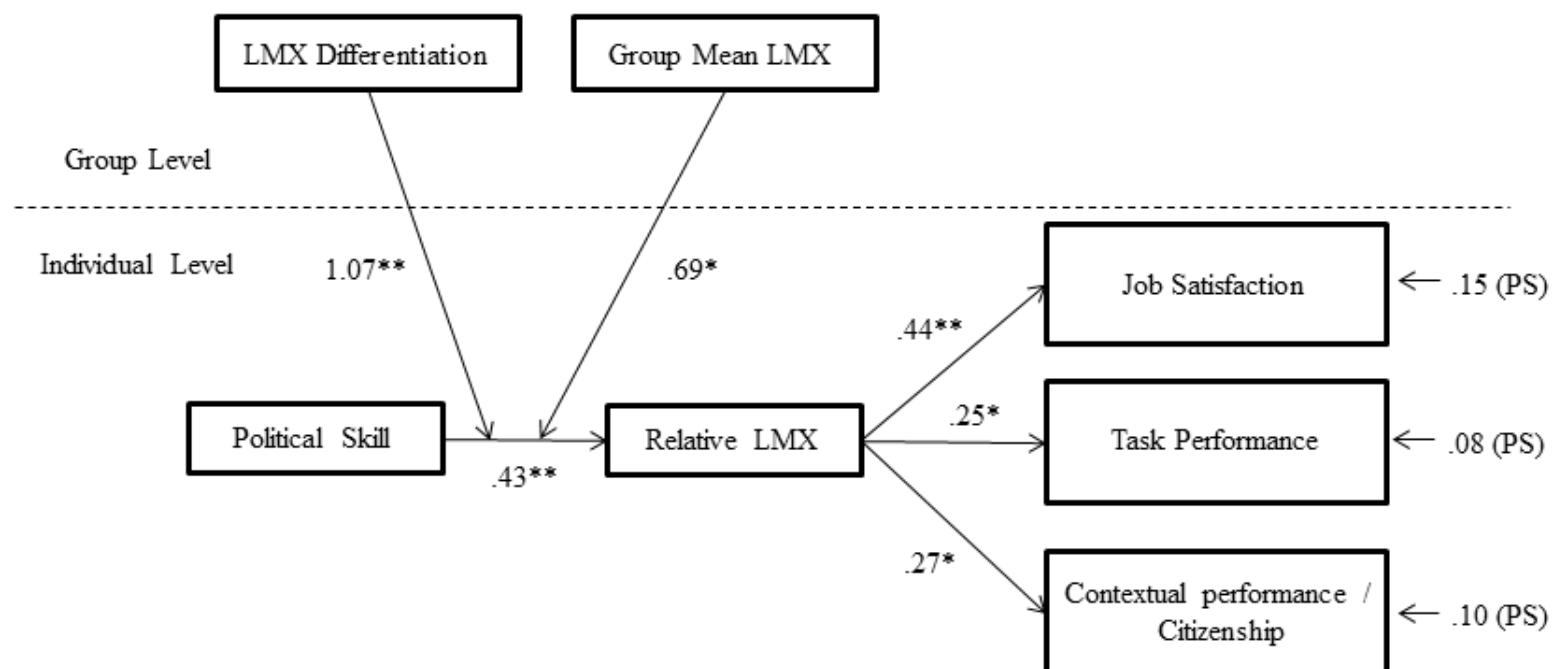 LMX Differentiation
Group Mean LMX
Group Level
Individual Level
1.07**
.69*
Job Satisfaction
.15 (PS)
.44**
Political Skill
.43**
Relative LMX
.25*
Task Performance
.08 (PS)
.27*
Contextual performance /
Citizenship
.10 (PS)